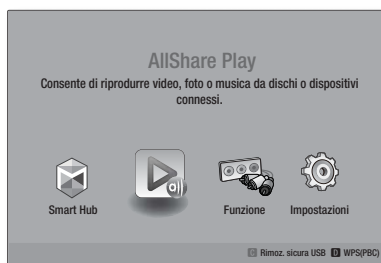 AllShare Play
Consente di riprodurre video, foto o musica da dischi o dispositivi
connessi.
all
Smart Hub
Funzione
Impostazioni
C Rimoz. sicura USB D WPS(PBC)